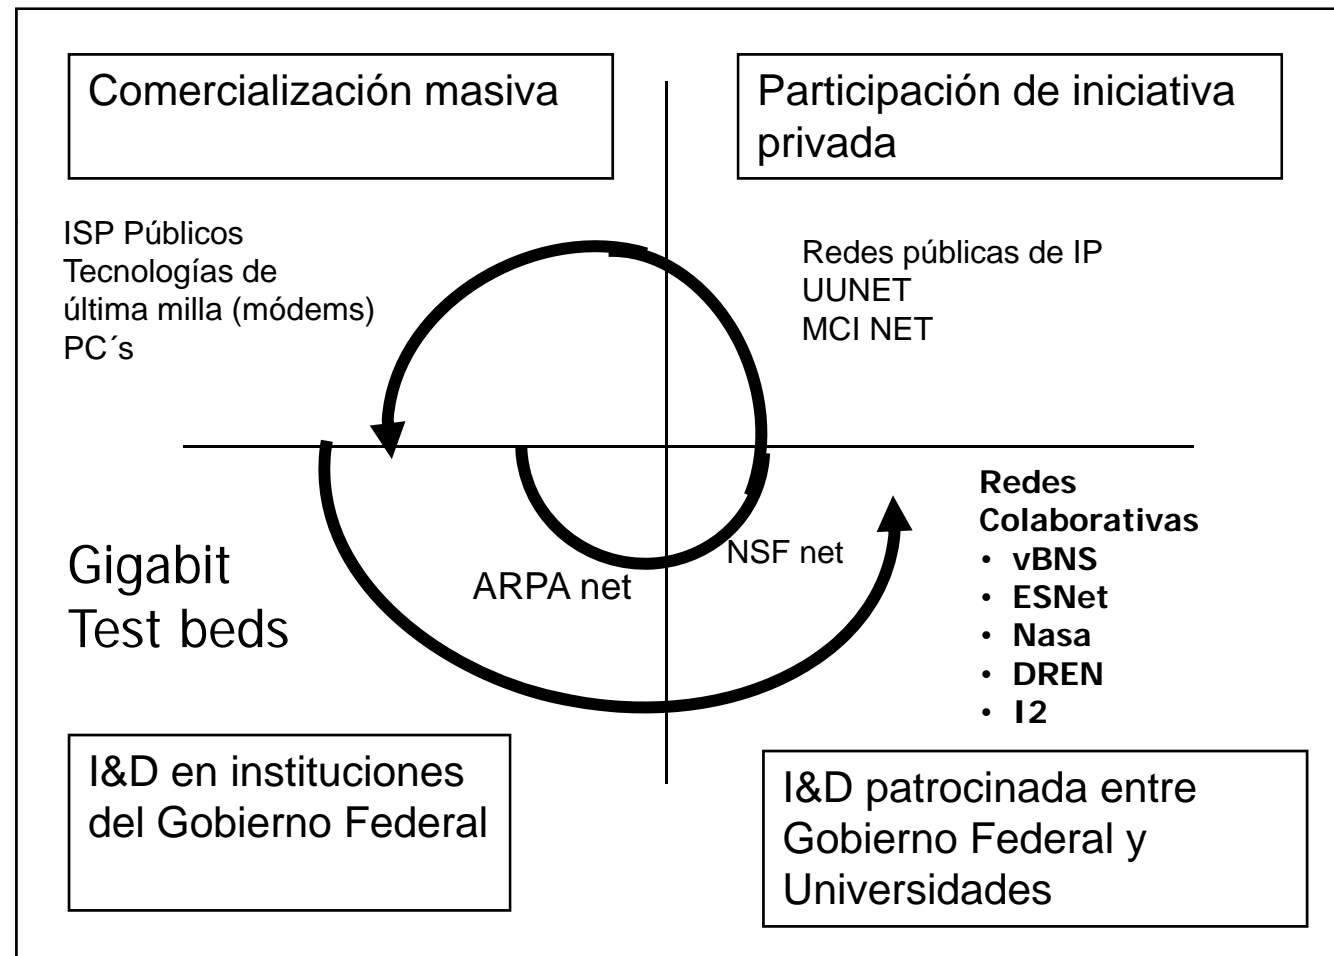 Comercialización masiva
Participación de iniciativa
privada
ISP Públicos
Tecnologías de
última milla (módems)
PC´s
Redes públicas de IP
UUNET
MCI NET
Gigabit
Test beds
ARPA net
NSF net
Redes
Colaborativas
• vBNS
• ESNet
• Nasa
• DREN
• I2
I&D en instituciones
del Gobierno Federal
I&D patrocinada entre
Gobierno Federal y
Universidades